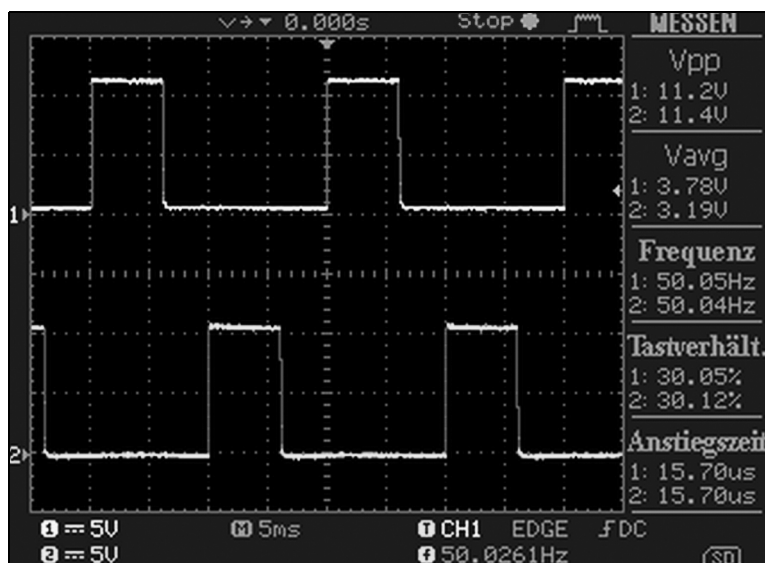 0.000s Stop MESSEN
Vpp
1: 11.2V
2: 11.4V
Vavg
1: 3.78V
2: 3.19V
Frequenz
1: 50.05Hz
2: 50.04Hz
Tastverhält.
1: 30.05%
2: 30.12%
Anstiegszeit
1: 15.70us
2: 15.70us
1
2
1 5V M 5ms T CH1 EDGE DC
2 5V f 50.0261Hz SD